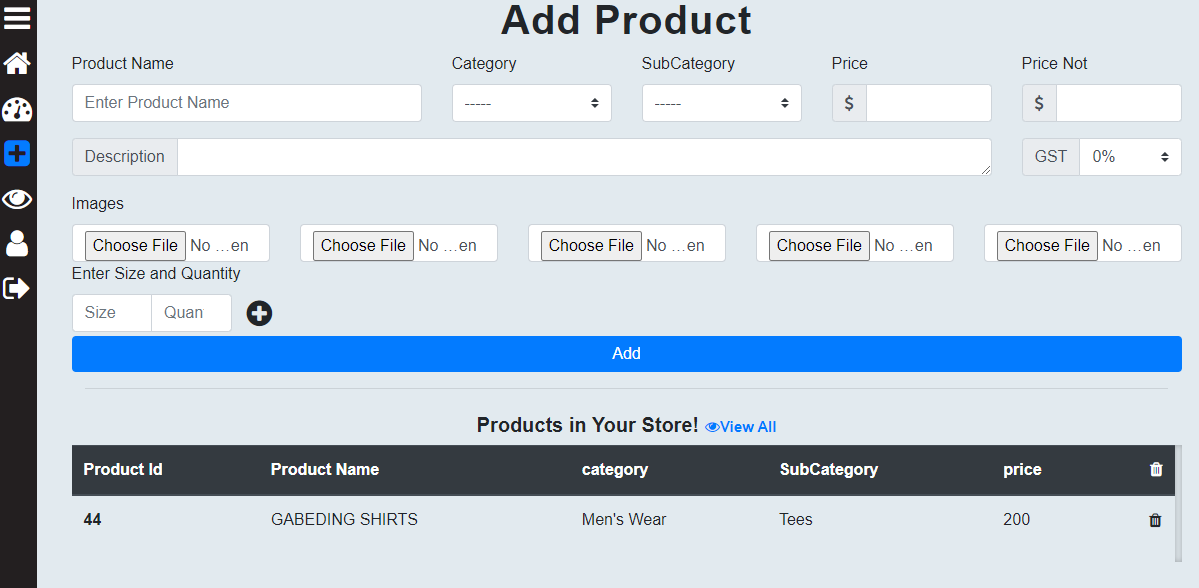 Add Product
Product Name Category SubCategory Price Price Not
Enter Product Name ----- ----- $ $
Description GST 0%
Images
Choose File No ...en Choose File No ...en Choose File No ...en Choose File No ...en Choose File No ...en
Enter Size and Quantity
Size Quan
Add
Products in Your Store! View All
Product Id Product Name category SubCategory price
44 GABEDING SHIRTS Men's Wear Tees 200